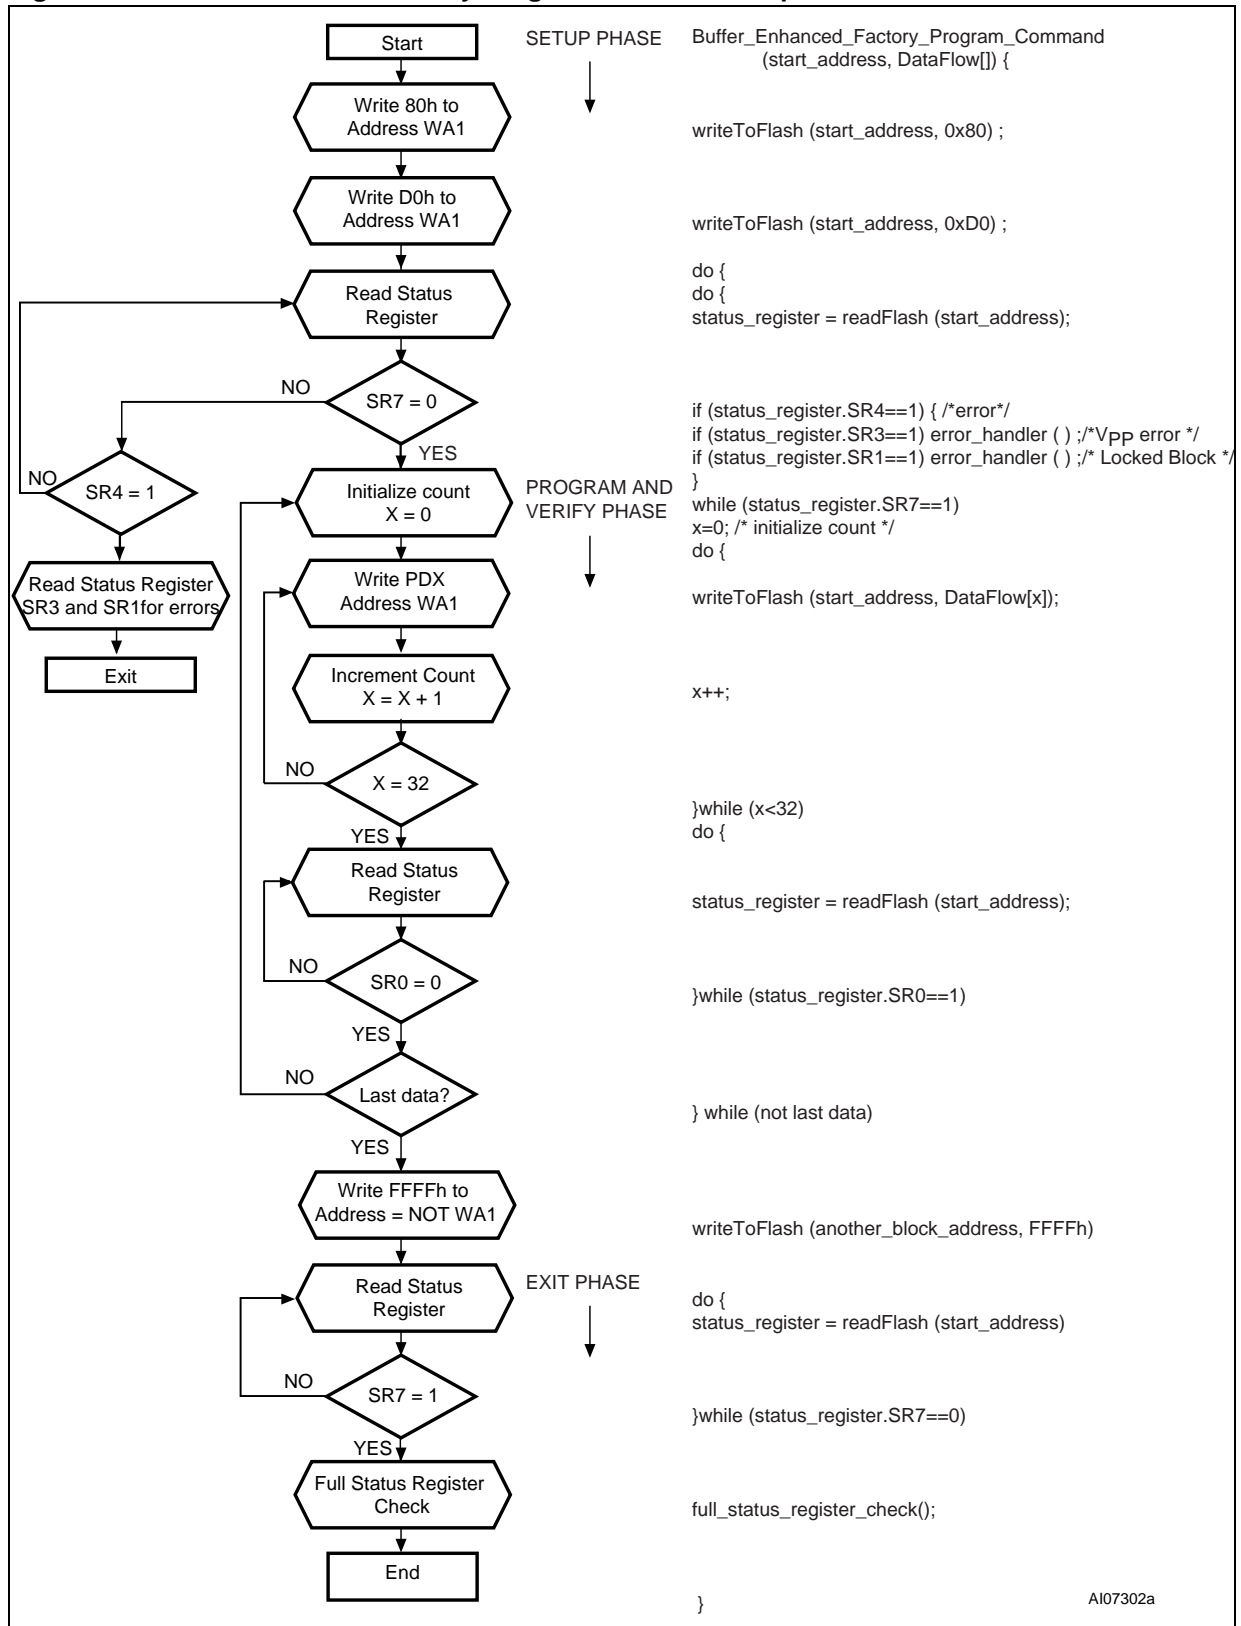 Start
SETUP PHASE
Buffer_Enhanced_Factory_Program_Command
(start_address, DataFlow[]) {
Write 80h to
Address WA1
writeToFlash (start_address, 0x80) ;
Write D0h to
Address WA1
writeToFlash (start_address, 0xD0) ;
do {
do {
Read Status
Register
status_register = readFlash (start_address);
NO
SR7 = 0
YES
if (status_register.SR4==1) { /*error*/
if (status_register.SR3==1) error_handler ( ) ;/*VPP error */
if (status_register.SR1==1) error_handler ( ) ;/* Locked Block */
}
while (status_register.SR7==1)
x=0; /* initialize count */
do {
NO
SR4 = 1
Initialize count
X = 0
PROGRAM AND
VERIFY PHASE
Read Status Register
SR3 and SR1for errors
Exit
Write PDX
Address WA1
writeToFlash (start_address, DataFlow[x]);
Increment Count
X = X + 1
x++;
NO
X = 32
YES
}while (x<32)
do {
Read Status
Register
status_register = readFlash (start_address);
NO
SR0 = 0
YES
}while (status_register.SR0==1)
NO
Last data?
YES
} while (not last data)
Write FFFFh to
Address = NOT WA1
writeToFlash (another_block_address, FFFFh)
Read Status
Register
EXIT PHASE
do {
status_register = readFlash (start_address)
NO
SR7 = 1
YES
}while (status_register.SR7==0)
Full Status Register
Check
full_status_register_check();
End
}
AI07302a